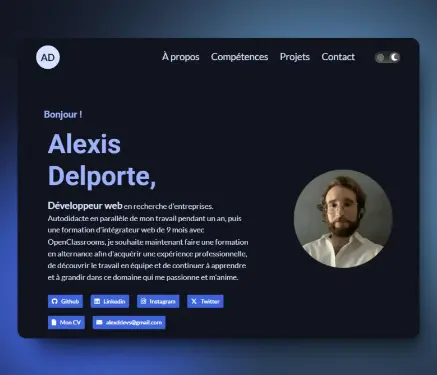 AD
À propos Compétences Projets Contact
Bonjour !
Alexis
Delporte,
Développeur web en recherche d'entreprises.
Autodidacte en parallèle de mon travail pendant un an, puis
une formation d'intégrateur web de 9 mois avec
OpenClassrooms, je souhaite maintenant faire une formation
en alternance afin d'acquérir une expérience professionnelle,
de découvrir le travail en équipe et de continuer à apprendre
et à grandir dans ce domaine qui me passionne et m'anime.
Github Linkedin Instagram Twitter
Mon CV alexddevs@gmail.com